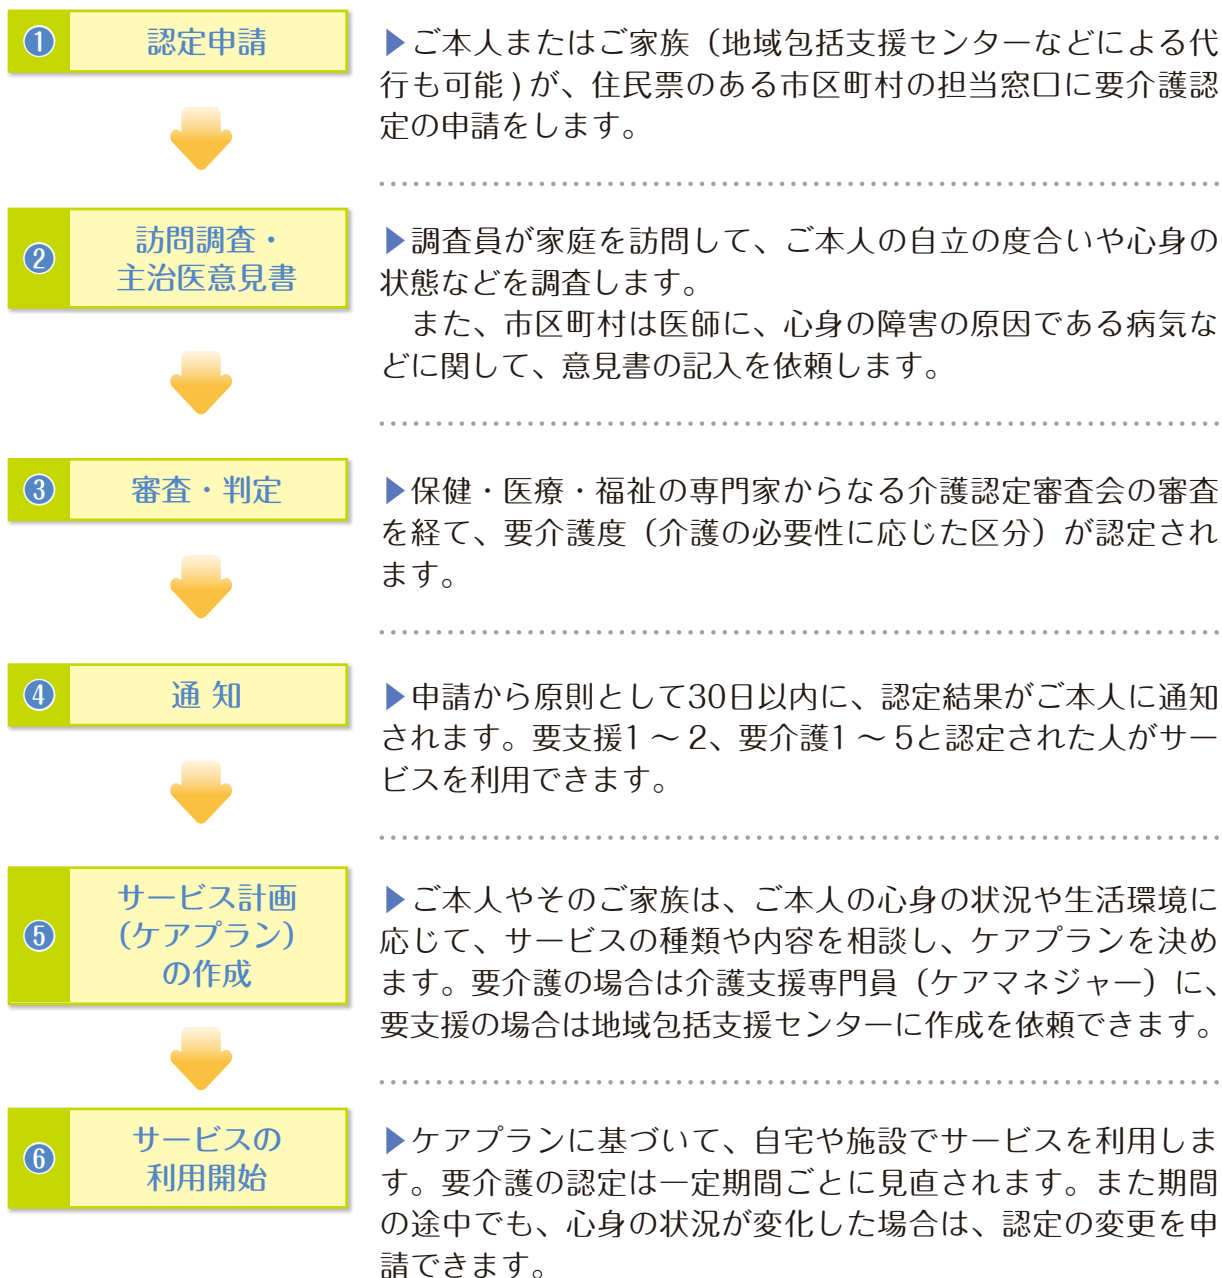 ❶ 認定申請
▶ご本人またはご家族（地域包括支援センターなどによる代
行も可能)が、住民票のある市区町村の担当窓口に要介護認
定の申請をします。
❷ 訪問調査・
主治医意見書
▶調査員が家庭を訪問して、ご本人の自立の度合いや心身の
状態などを調査します。
　また、市区町村は医師に、心身の障害の原因である病気な
どに関して、意見書の記入を依頼します。
❸ 審査・判定
▶保健・医療・福祉の専門家からなる介護認定審査会の審査
を経て、要介護度（介護の必要性に応じた区分）が認定され
ます。
❹ 通 知
▶申請から原則として30日以内に、認定結果がご本人に通知
されます。要支援1 ～ 2、要介護1 ～ 5と認定された人がサー
ビスを利用できます。
❺ サービス計画
（ケアプラン）
の作成
▶ご本人やそのご家族は、ご本人の心身の状況や生活環境に
応じて、サービスの種類や内容を相談し、ケアプランを決め
ます。要介護の場合は介護支援専門員（ケアマネジャー）に、
要支援の場合は地域包括支援センターに作成を依頼できます。
❻ サービスの
利用開始
▶ケアプランに基づいて、自宅や施設でサービスを利用しま
す。要介護の認定は一定期間ごとに見直されます。また期間
の途中でも、心身の状況が変化した場合は、認定の変更を申
請できます。